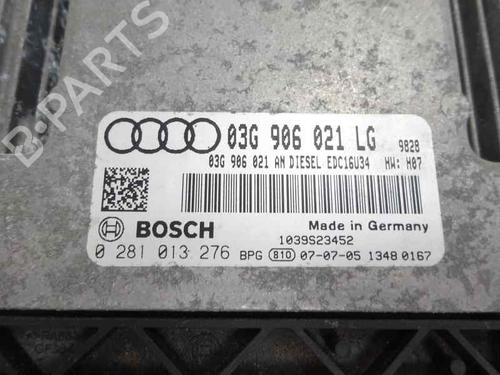 B-PARTS
03G 906 021 LG 9828
03G 906 021 AN DIESEL EDC16U34 HW: H07
BOSCH
Made in Germany
1039S23452
0 281 013 276 BPG 810 07-07-05 1348 0167